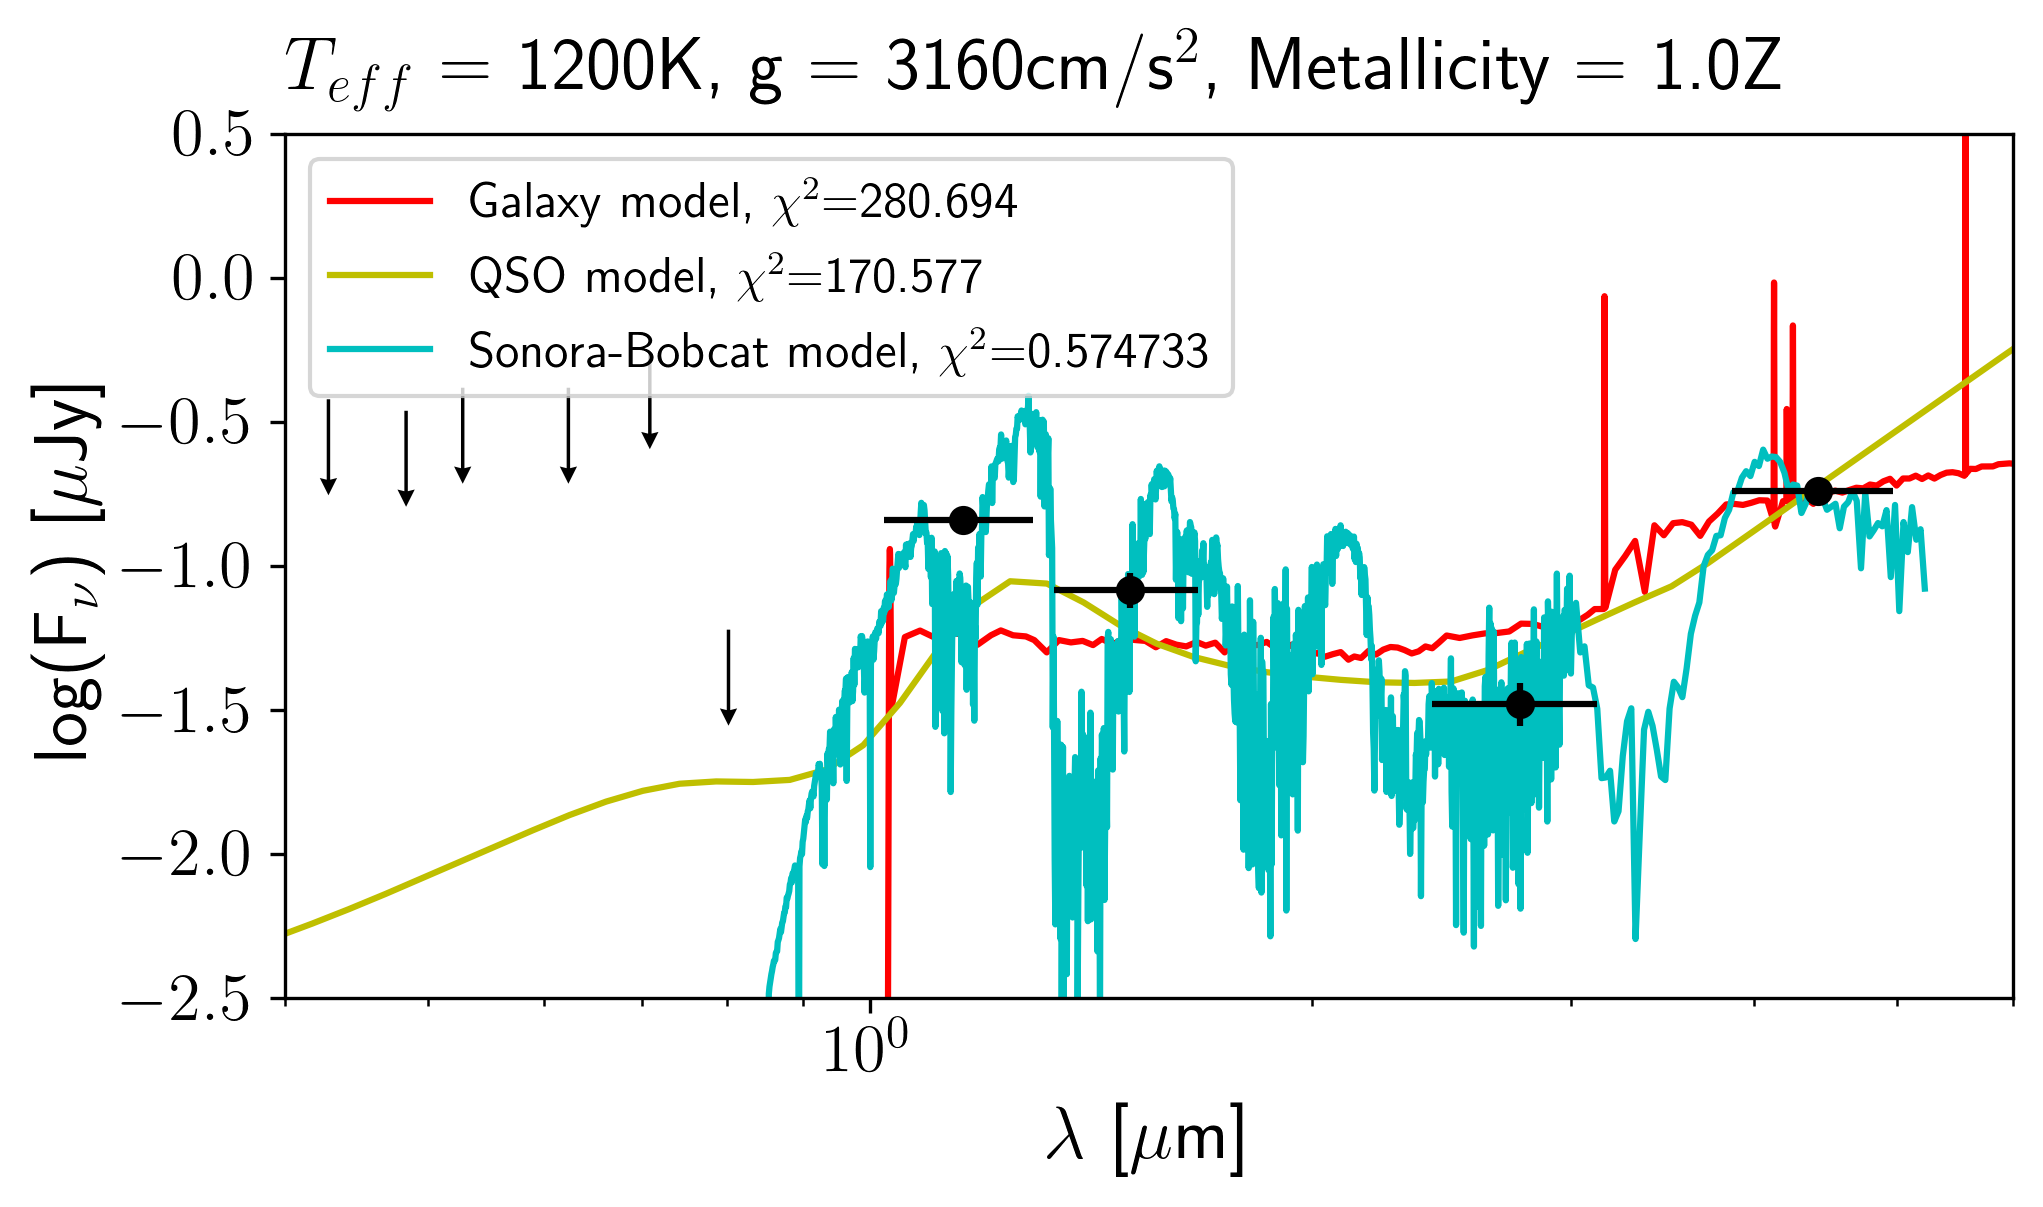 T_eff = 1200K, g = 3160cm/s², Metallicity = 1.0Z
Galaxy model, χ²=280.694
QSO model, χ²=170.577
Sonora-Bobcat model, χ²=0.574733
0.5
0.0
−0.5
−1.0
−1.5
−2.0
−2.5
log(F_ν) [μJy]
10⁰
λ [μm]